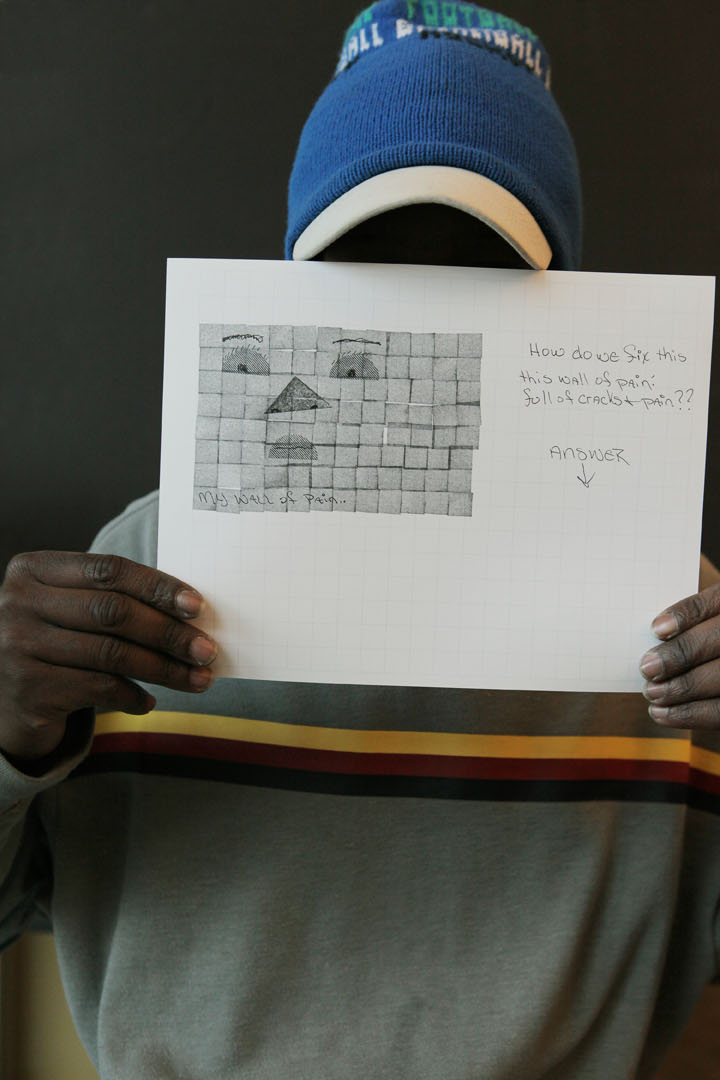 FOOTBALL
ALL
How do we fix this
this wall of pain:
full of cracks & pain??
ANSWER
My wall of pain..